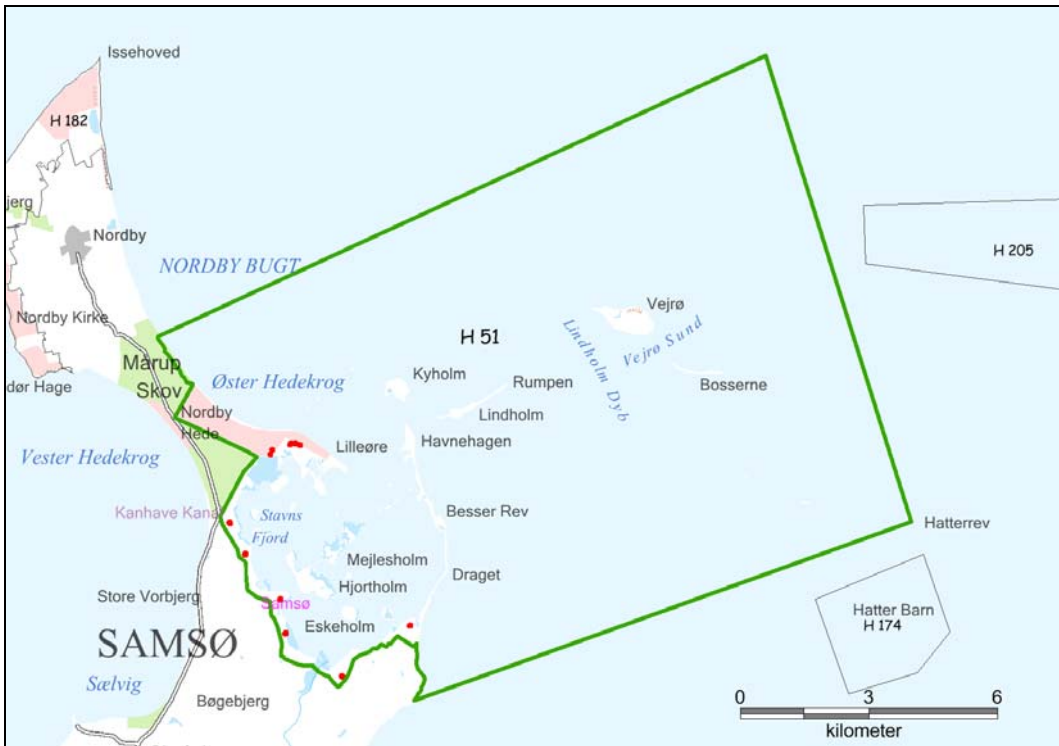 Issehoved
H 182
jerg
Nordby
H 205
NORDBY BUGT
Vejrø
Nordby Kirke
H 51
Lindholm Dyb
Vejrø Sund
Mårup
Skov
dør Hage
Øster Hedekrog
Kyholm
Rumpen
Bosserne
Nordby
Hede
Lindholm
Lilleøre
Havnehagen
Vester Hedekrog
Kanhave Kanal
Stavns
Fjord
Besser Rev
Hatterrev
Mejlesholm
Hjortholm
Draget
Store Vorbjerg
Samsø
Eskeholm
Hatter Barn
H 174
SAMSØ
Sælvig
Bøgebjerg
0 3 6
kilometer